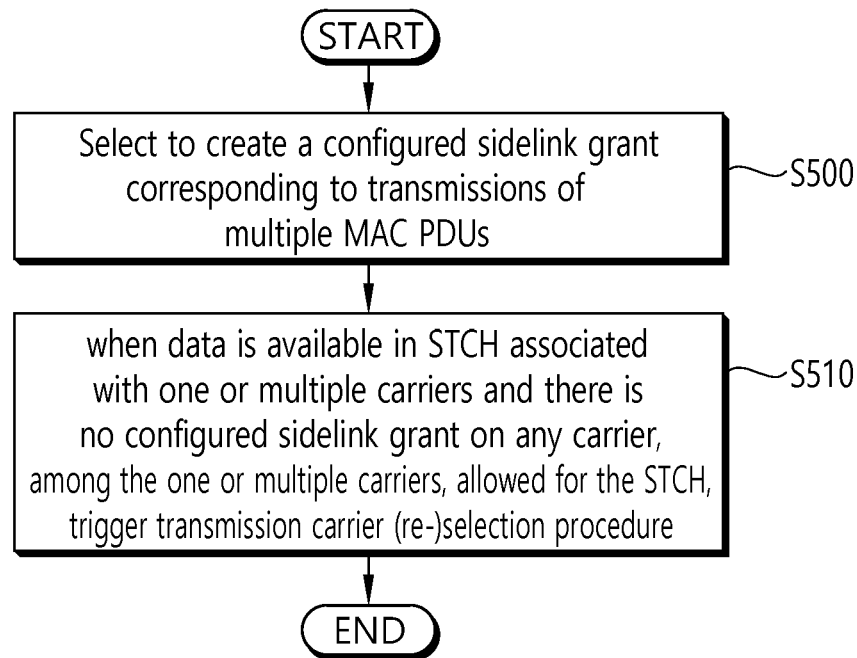 START
Select to create a configured sidelink grant
corresponding to transmissions of
multiple MAC PDUs
S500
when data is available in STCH associated
with one or multiple carriers and there is
no configured sidelink grant on any carrier,
among the one or multiple carriers, allowed for the STCH,
trigger transmission carrier (re-)selection procedure
S510
END